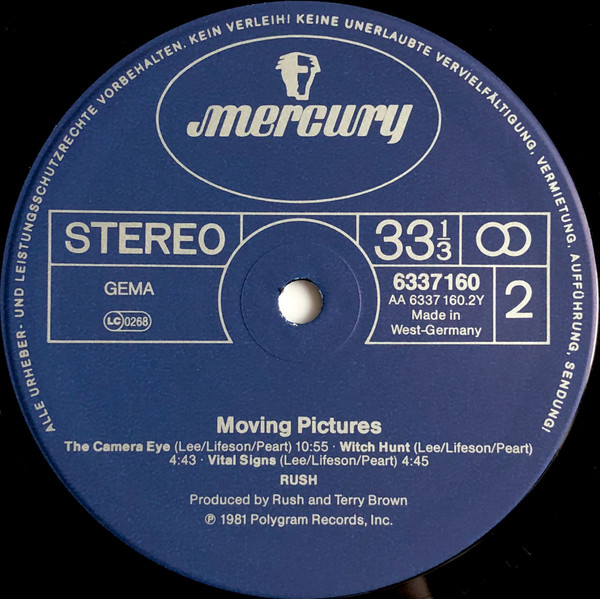 ALLE URHEBER- UND LEISTUNGSSCHUTZRECHTE VORBEHALTEN. KEIN VERLEIH! KEINE UNERLAUBTE VERVIELFÄLTIGUNG, VERMIETUNG, AUFFÜHRUNG, SENDUNG!
mercury
STEREO
33 1/3
GEMA
LC 0268
6337160
AA 6337 160.2Y
Made in
West-Germany
2
Moving Pictures
The Camera Eye (Lee/Lifeson/Peart) 10:55 · Witch Hunt (Lee/Lifeson/Peart)
4:43 · Vital Signs (Lee/Lifeson/Peart) 4:45
RUSH
Produced by Rush and Terry Brown
℗ 1981 Polygram Records, Inc.